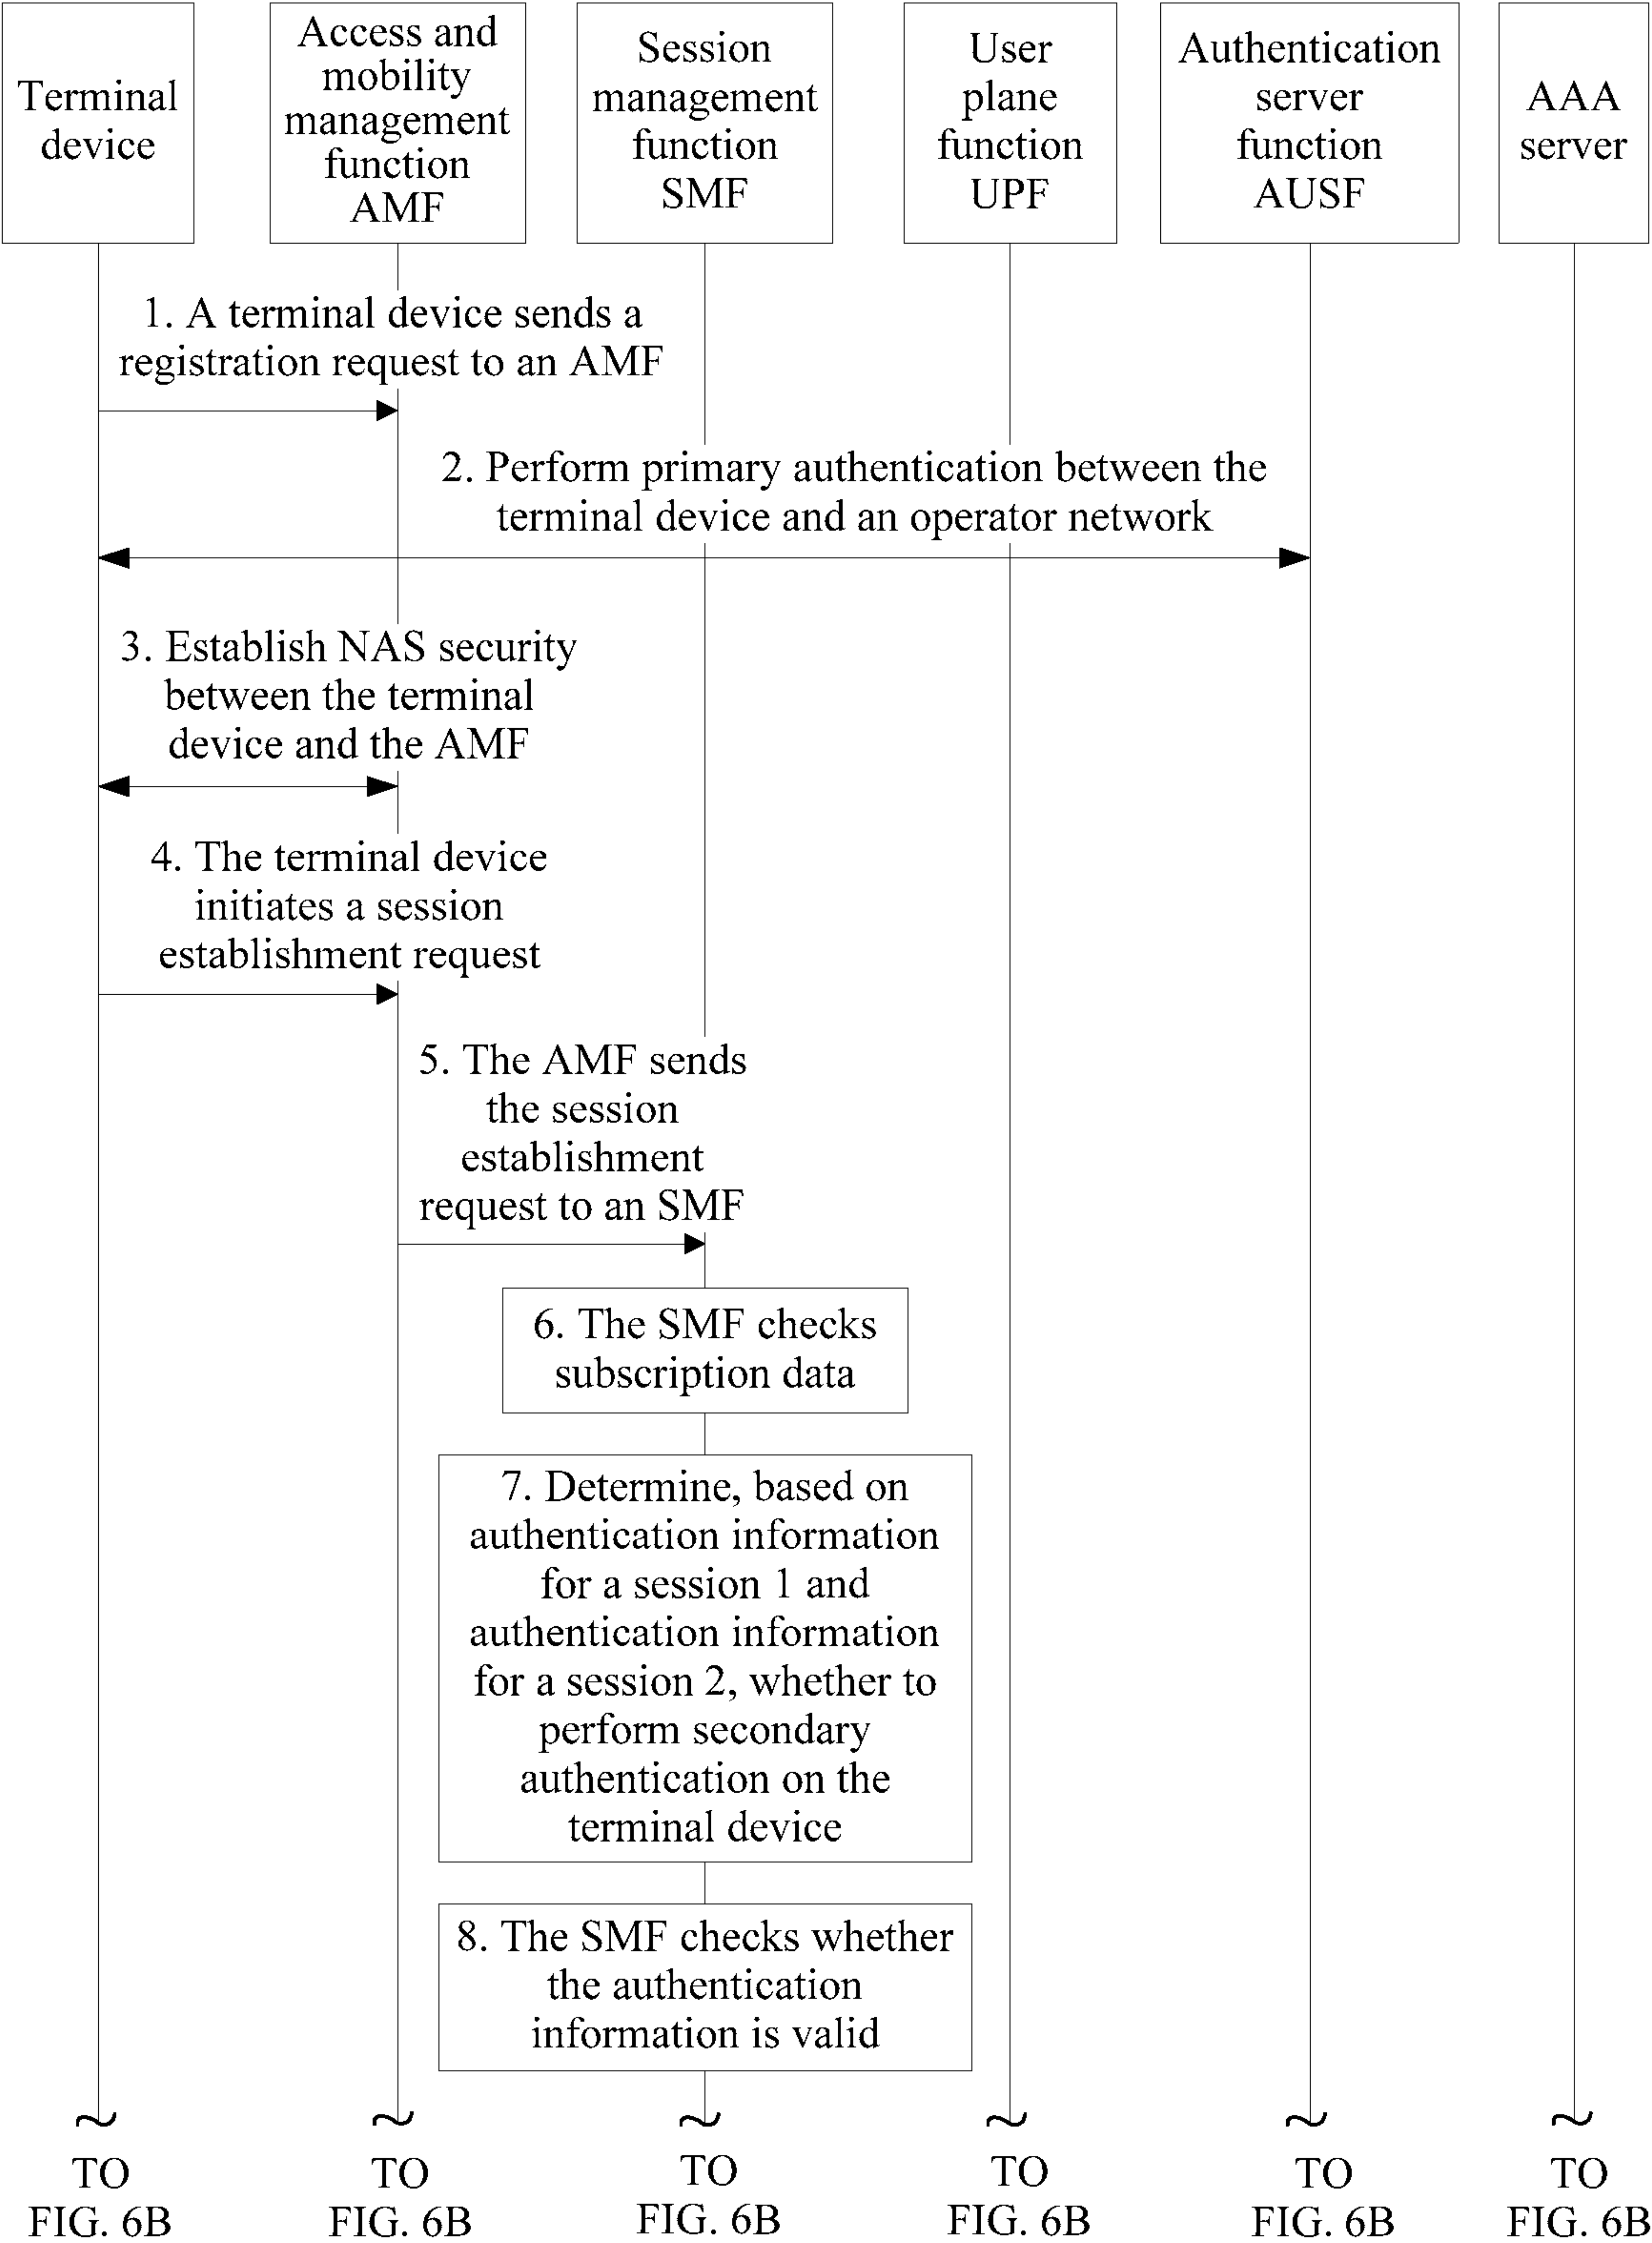 Terminal
device
Access and
mobility
management
function
AMF
Session
management
function
SMF
User
plane
function
UPF
Authentication
server
function
AUSF
AAA
server
1. A terminal device sends a
registration request to an AMF
2. Perform primary authentication between the
terminal device and an operator network
3. Establish NAS security
between the terminal
device and the AMF
4. The terminal device
initiates a session
establishment request
5. The AMF sends
the session
establishment
request to an SMF
6. The SMF checks
subscription data
7. Determine, based on
authentication information
for a session 1 and
authentication information
for a session 2, whether to
perform secondary
authentication on the
terminal device
8. The SMF checks whether
the authentication
information is valid
TO
FIG. 6B
TO
FIG. 6B
TO
FIG. 6B
TO
FIG. 6B
TO
FIG. 6B
TO
FIG. 6B